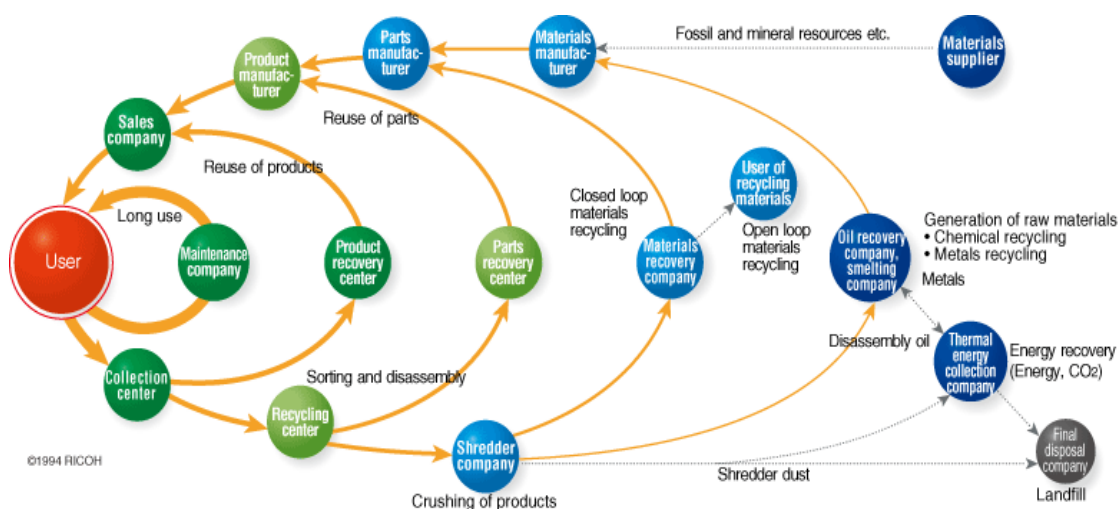 Fossil and mineral resources etc.
Materials
supplier
Materials
manufac-
turer
Parts
manufac-
turer
Product
manufac-
turer
Sales
company
Reuse of parts
Reuse of products
Long use
User
Maintenance
company
Product
recovery
center
Parts
recovery
center
Closed loop
materials
recycling
Materials
recovery
company
User of
recycling
materials
Open loop
materials
recycling
Oil recovery
company,
smelting
company
Generation of raw materials
• Chemical recycling
• Metals recycling
Metals
Disassembly oil
Thermal
energy
collection
company
Energy recovery
(Energy, CO2)
Collection
center
Sorting and disassembly
Recycling
center
Shredder
company
Crushing of products
Shredder dust
Final
disposal
company
Landfill
©1994 RICOH